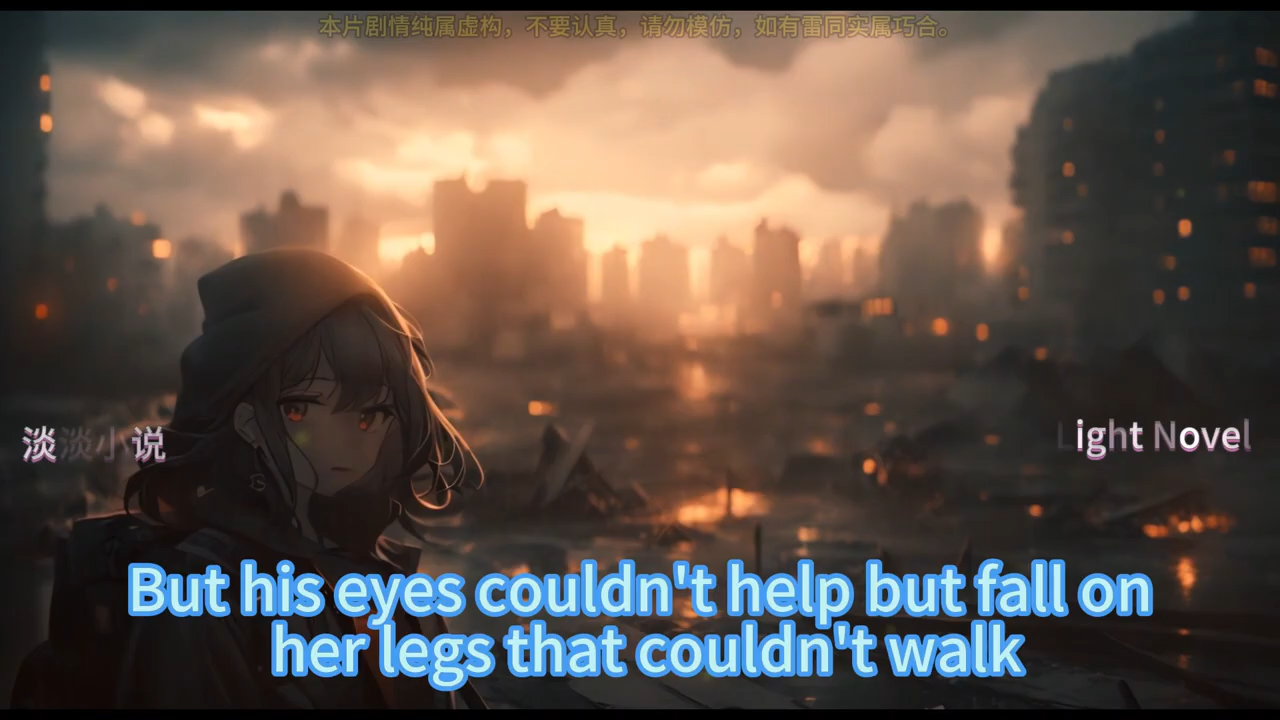 本片剧情纯属虚构，不要认真，请勿模仿，如有雷同实属巧合。
淡淡小说
Light Novel
But his eyes couldn't help but fall on
her legs that couldn't walk